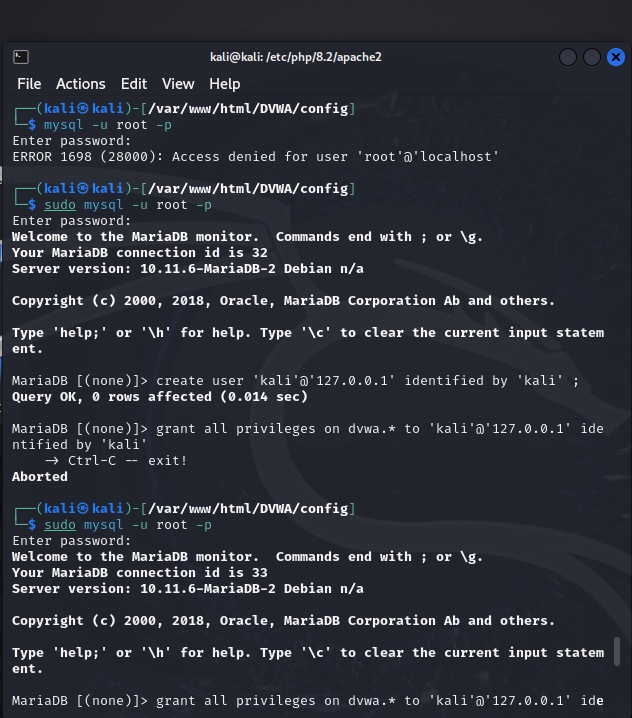 kali@kali: /etc/php/8.2/apache2
File Actions Edit View Help
┌──(kali㉿kali)-[/var/www/html/DVWA/config]
└─$ mysql -u root -p
Enter password:
ERROR 1698 (28000): Access denied for user 'root'@'localhost'
┌──(kali㉿kali)-[/var/www/html/DVWA/config]
└─$ sudo mysql -u root -p
Enter password:
Welcome to the MariaDB monitor.  Commands end with ; or \g.
Your MariaDB connection id is 32
Server version: 10.11.6-MariaDB-2 Debian n/a
Copyright (c) 2000, 2018, Oracle, MariaDB Corporation Ab and others.
Type 'help;' or '\h' for help. Type '\c' to clear the current input statem
ent.
MariaDB [(none)]> create user 'kali'@'127.0.0.1' identified by 'kali' ;
Query OK, 0 rows affected (0.014 sec)
MariaDB [(none)]> grant all privileges on dvwa.* to 'kali'@'127.0.0.1' ide
ntified by 'kali'
    -> Ctrl-C -- exit!
Aborted
┌──(kali㉿kali)-[/var/www/html/DVWA/config]
└─$ sudo mysql -u root -p
Enter password:
Welcome to the MariaDB monitor.  Commands end with ; or \g.
Your MariaDB connection id is 33
Server version: 10.11.6-MariaDB-2 Debian n/a
Copyright (c) 2000, 2018, Oracle, MariaDB Corporation Ab and others.
Type 'help;' or '\h' for help. Type '\c' to clear the current input statem
ent.
MariaDB [(none)]> grant all privileges on dvwa.* to 'kali'@'127.0.0.1' ide